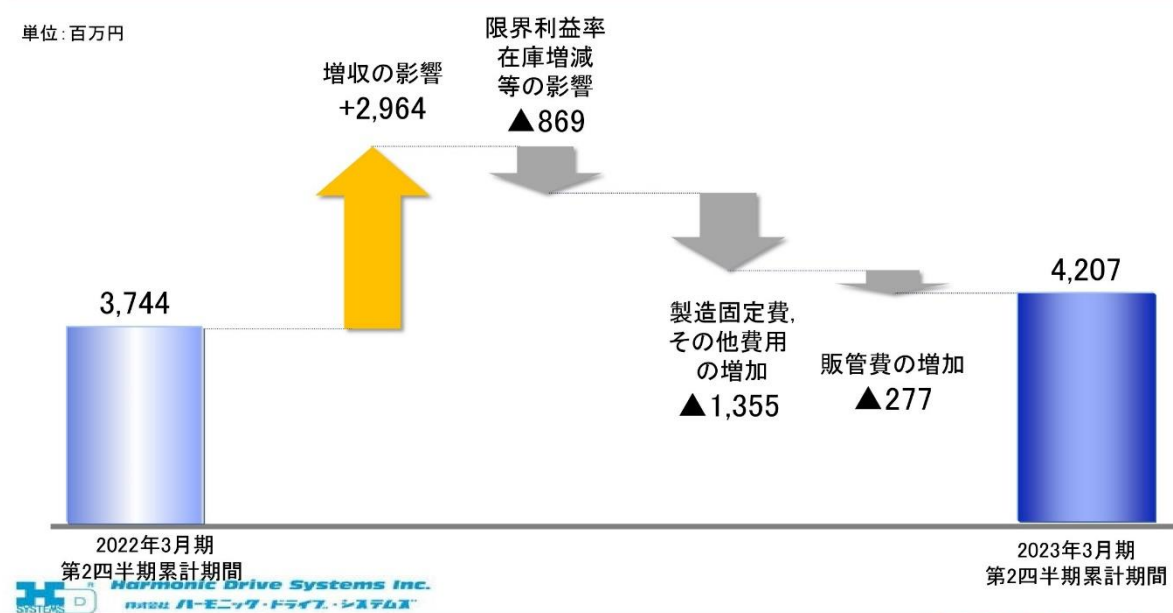 単位:百万円
増収の影響
+2,964
限界利益率
在庫増減
等の影響
▲869
3,744
製造固定費,
その他費用
の増加
▲1,355
販管費の増加
▲277
4,207
2022年3月期
第2四半期累計期間
2023年3月期
第2四半期累計期間
Harmonic Drive Systems Inc.
株式会社 ハーモニック・ドライブ・システムズ
SYSTEMS
®